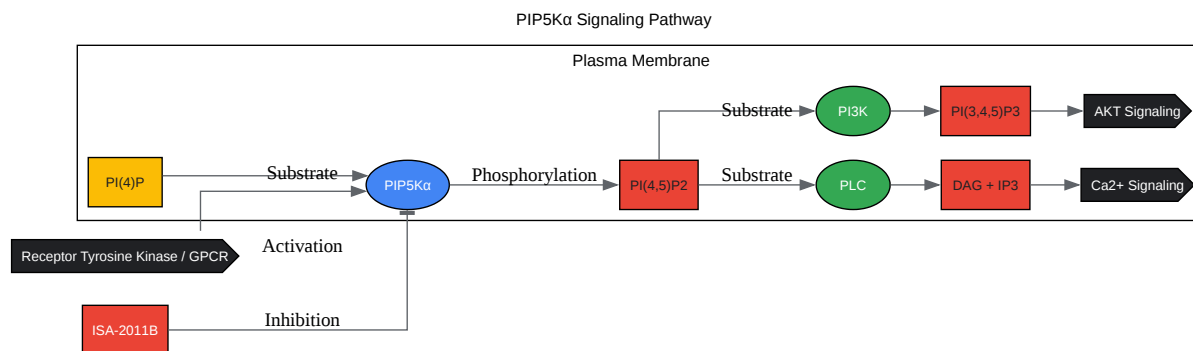 PIP5Kα Signaling Pathway
Plasma Membrane
Substrate
PI3K
PI(3,4,5)P3
AKT Signaling
PI(4)P
Substrate
PIP5Kα
Phosphorylation
PI(4,5)P2
Substrate
PLC
DAG + IP3
Ca2+ Signaling
Receptor Tyrosine Kinase / GPCR
Activation
ISA-2011B
Inhibition